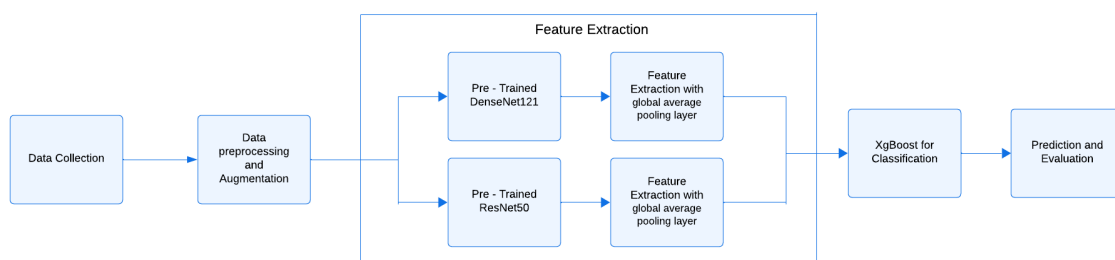 Feature Extraction
Data Collection
Data
preprocessing
and
Augmentation
Pre - Trained
DenseNet121
Feature
Extraction with
global average
pooling layer
Pre - Trained
ResNet50
Feature
Extraction with
global average
pooling layer
XgBoost for
Classification
Prediction and
Evaluation